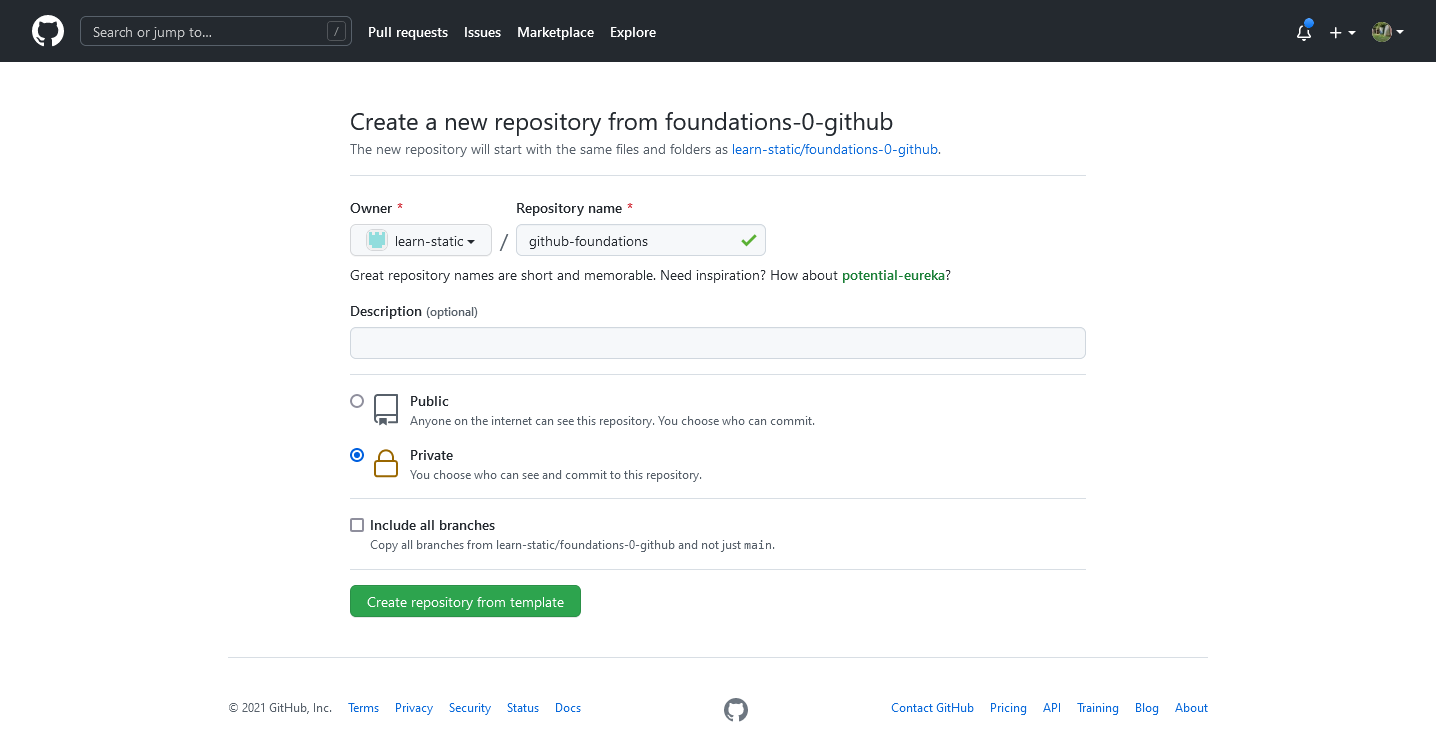 Search or jump to... /
Pull requests Issues Marketplace Explore
Create a new repository from foundations-0-github
The new repository will start with the same files and folders as learn-static/foundations-0-github.
Owner * Repository name *
learn-static / github-foundations
Great repository names are short and memorable. Need inspiration? How about potential-eureka?
Description (optional)
Public
Anyone on the internet can see this repository. You choose who can commit.
Private
You choose who can see and commit to this repository.
Include all branches
Copy all branches from learn-static/foundations-0-github and not just main.
Create repository from template
© 2021 GitHub, Inc. Terms Privacy Security Status Docs Contact GitHub Pricing API Training Blog About